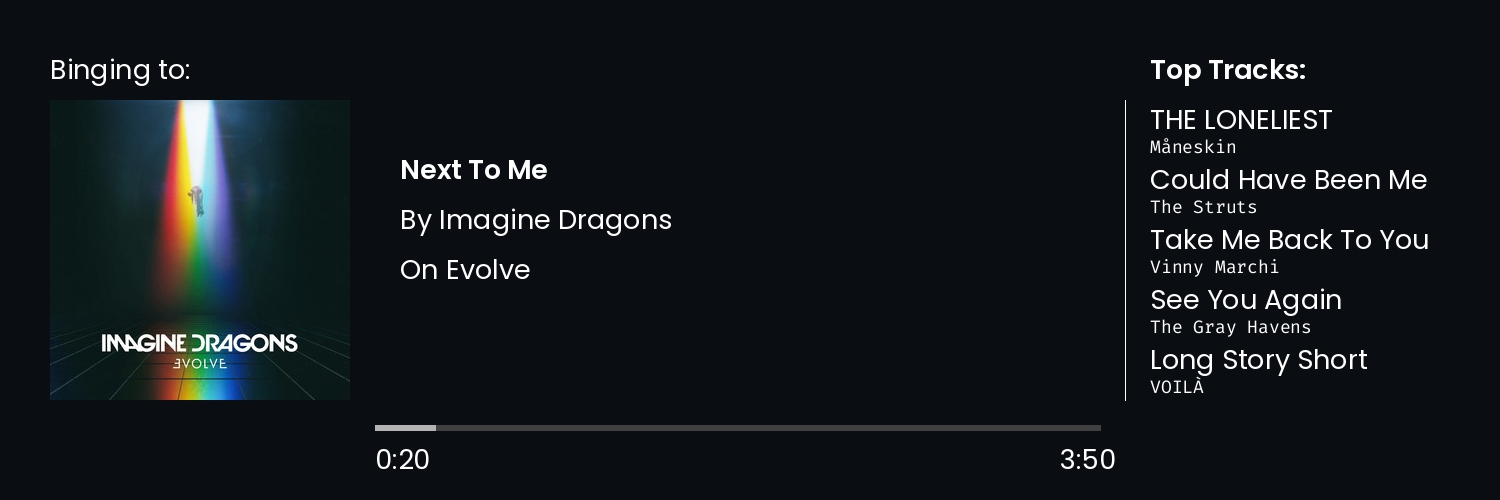 Binging to:
IMAGINE DRAGONS
EVOLVE
Next To Me
By Imagine Dragons
On Evolve
0:20
3:50
Top Tracks:
THE LONELIEST
Måneskin
Could Have Been Me
The Struts
Take Me Back To You
Vinny Marchi
See You Again
The Gray Havens
Long Story Short
VOILÀ